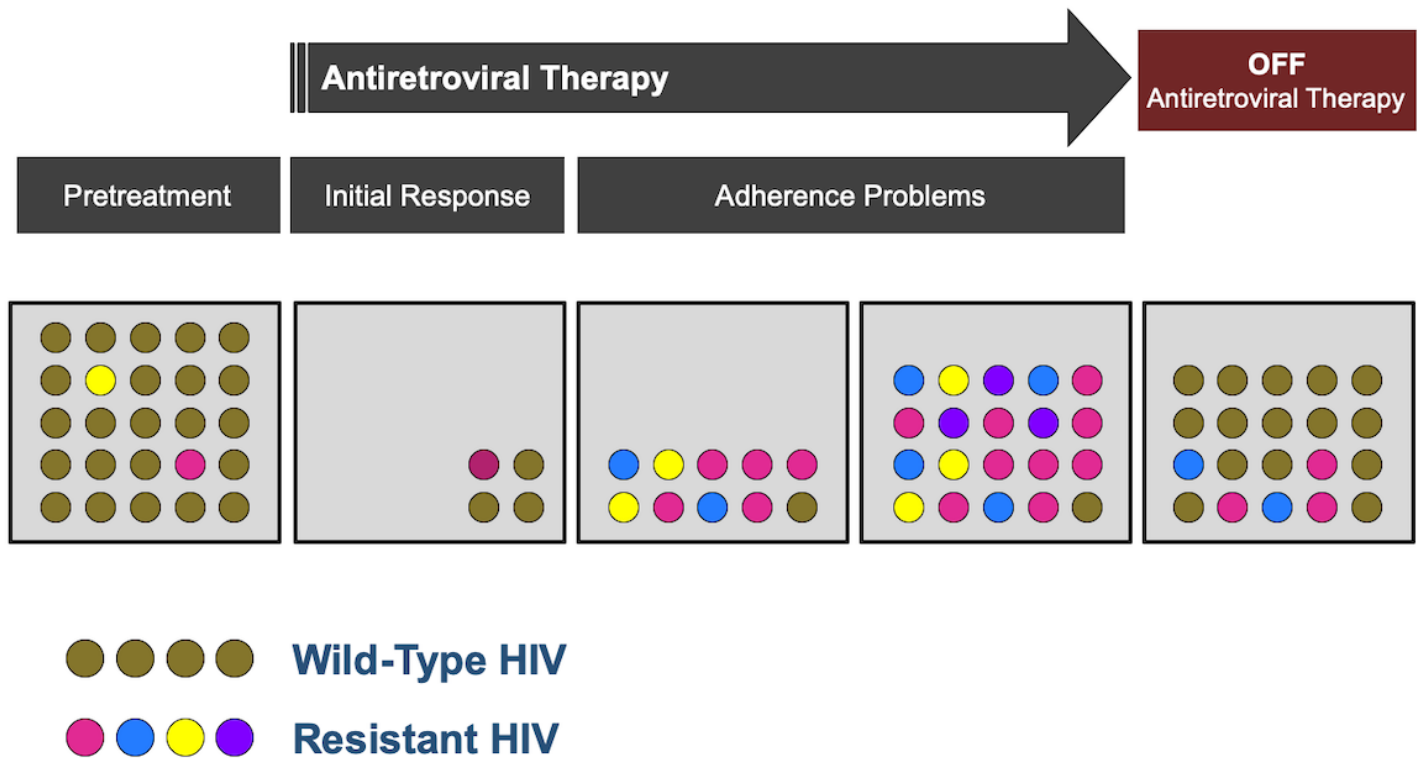 Antiretroviral Therapy
OFF
Antiretroviral Therapy
Pretreatment
Initial Response
Adherence Problems
Wild-Type HIV
Resistant HIV